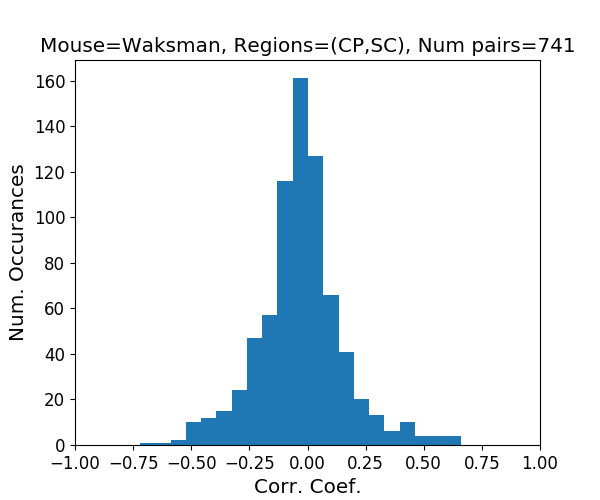 Mouse=Waksman, Regions=(CP,SC), Num pairs=741
160
140
120
100
80
60
40
20
0
Num. Occurances
−1.00 −0.75 −0.50 −0.25 0.00 0.25 0.50 0.75 1.00
Corr. Coef.